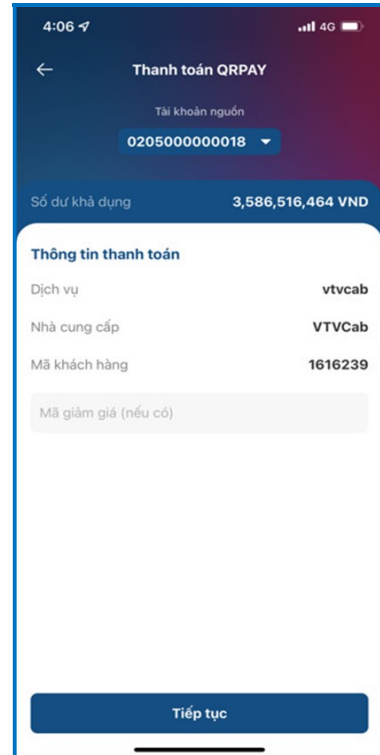 4:06
4G
Thanh toán QRPAY
Tài khoản nguồn
0205000000018
Số dư khả dụng 3,586,516,464 VND
Thông tin thanh toán
Dịch vụ vtvcab
Nhà cung cấp VTVCab
Mã khách hàng 1616239
Mã giảm giá (nếu có)
Tiếp tục